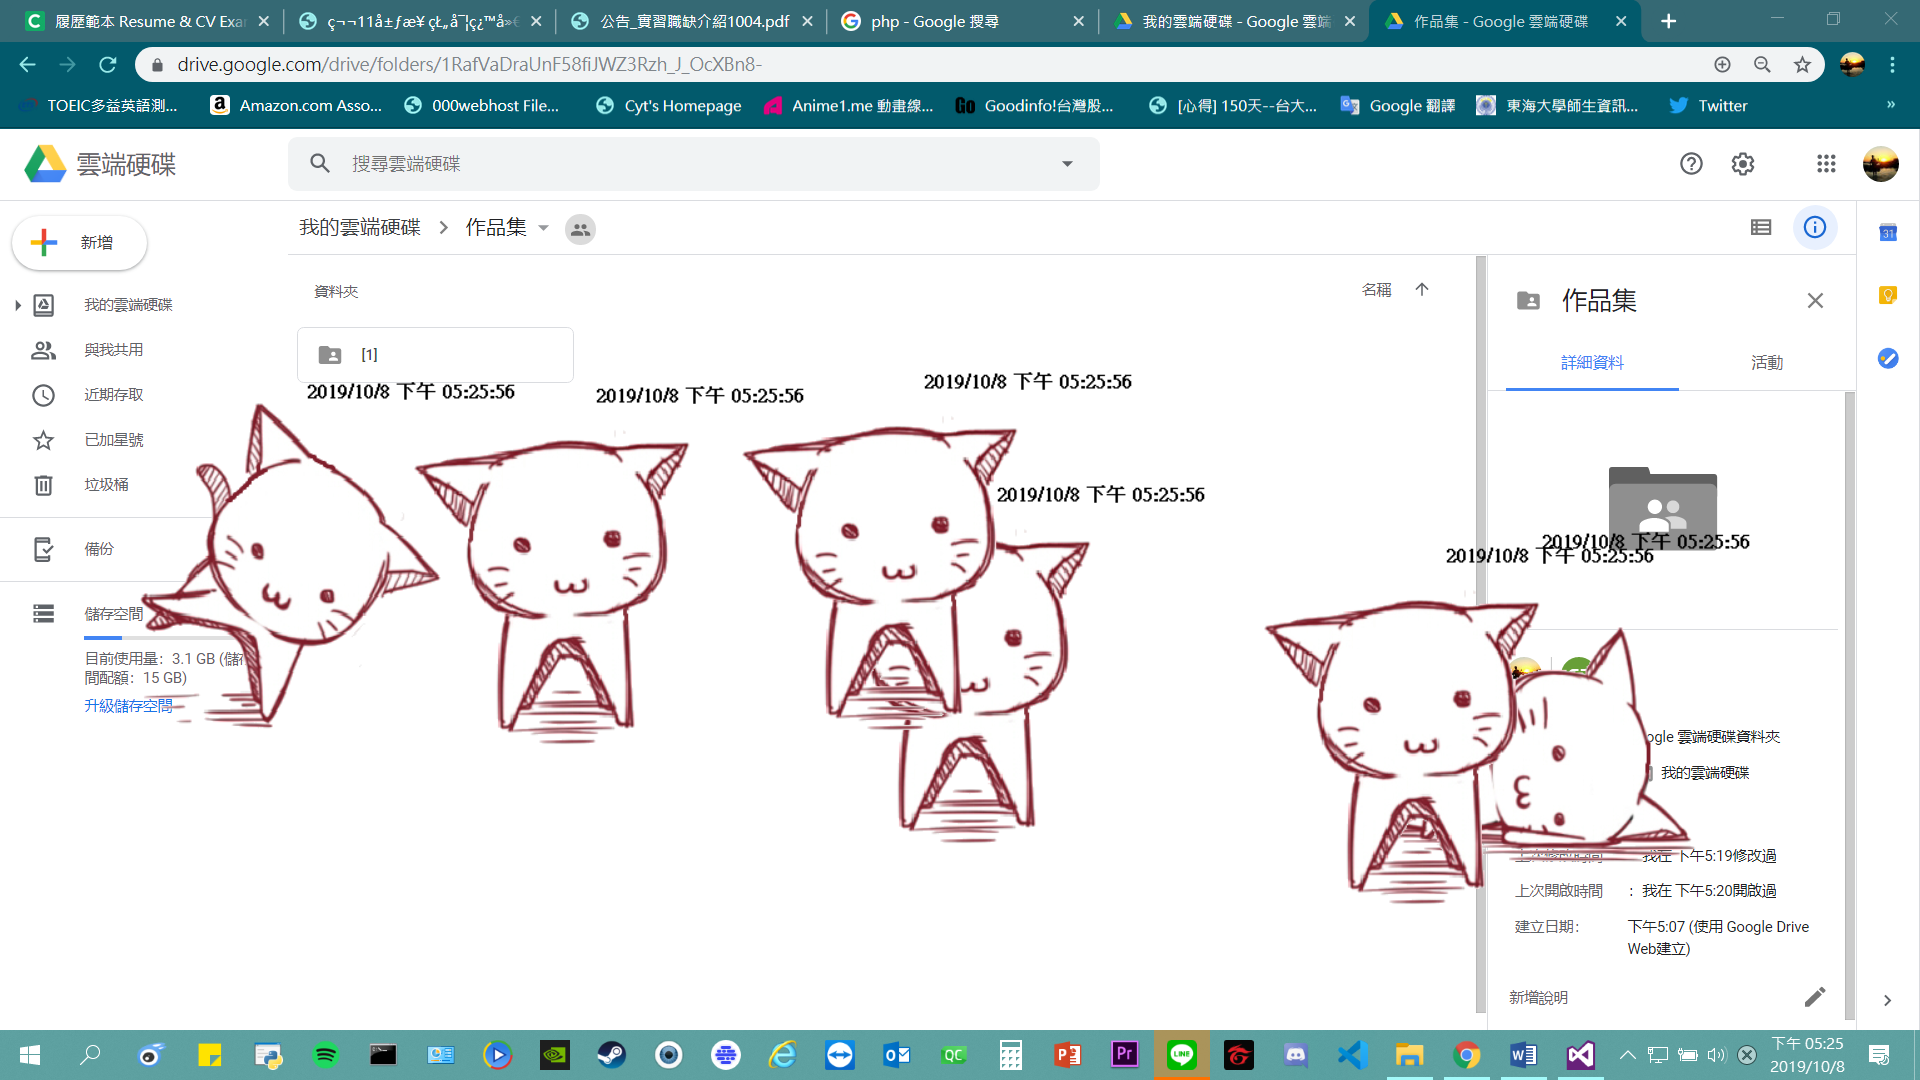 履歷範本 Resume & CV Exa
ç¬¬11å±ƒæ¥
公告_實習職缺介紹1004.pdf
php - Google 搜尋
我的雲端硬碟 - Google 雲端
作品集 - Google 雲端硬碟
drive.google.com/drive/folders/1RafVaDraUnF58fiJWZ3Rzh_J_OcXBn8-
TOEIC多益英語測...
Amazon.com Asso...
000webhost File...
Cyt's Homepage
Anime1.me 動畫線...
Goodinfo!台灣股...
[心得] 150天--台大...
Google 翻譯
東海大學師生資訊...
Twitter
雲端硬碟
搜尋雲端硬碟
新增
我的雲端硬碟
與我共用
近期存取
已加星號
垃圾桶
備份
儲存空間
目前使用量：3.1 GB (儲存
間配額：15 GB)
升級儲存空間
我的雲端硬碟 > 作品集
資料夾
名稱
[1]
2019/10/8 下午 05:25:56
2019/10/8 下午 05:25:56
2019/10/8 下午 05:25:56
2019/10/8 下午 05:25:56
2019/10/8 下午 05:25:56
2019/10/8 下午 05:25:56
作品集
詳細資料
活動
ogle 雲端硬碟資料夾
我的雲端硬碟
上次修改時間
我在 下午5:19修改過
上次開啟時間 ：我在 下午5:20開啟過
建立日期： 下午5:07 (使用 Google Drive
Web建立)
新增說明
31
QC
Pr
LINE
下午 05:25
2019/10/8